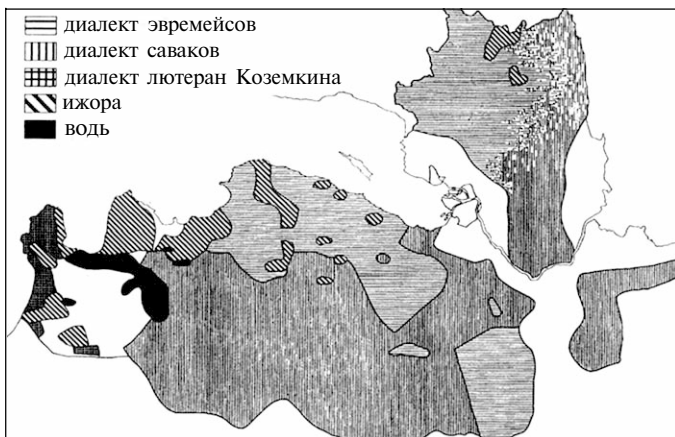 диалект эвремейсов
диалект саваков
диалект лютеран Коземкина
ижора
водь